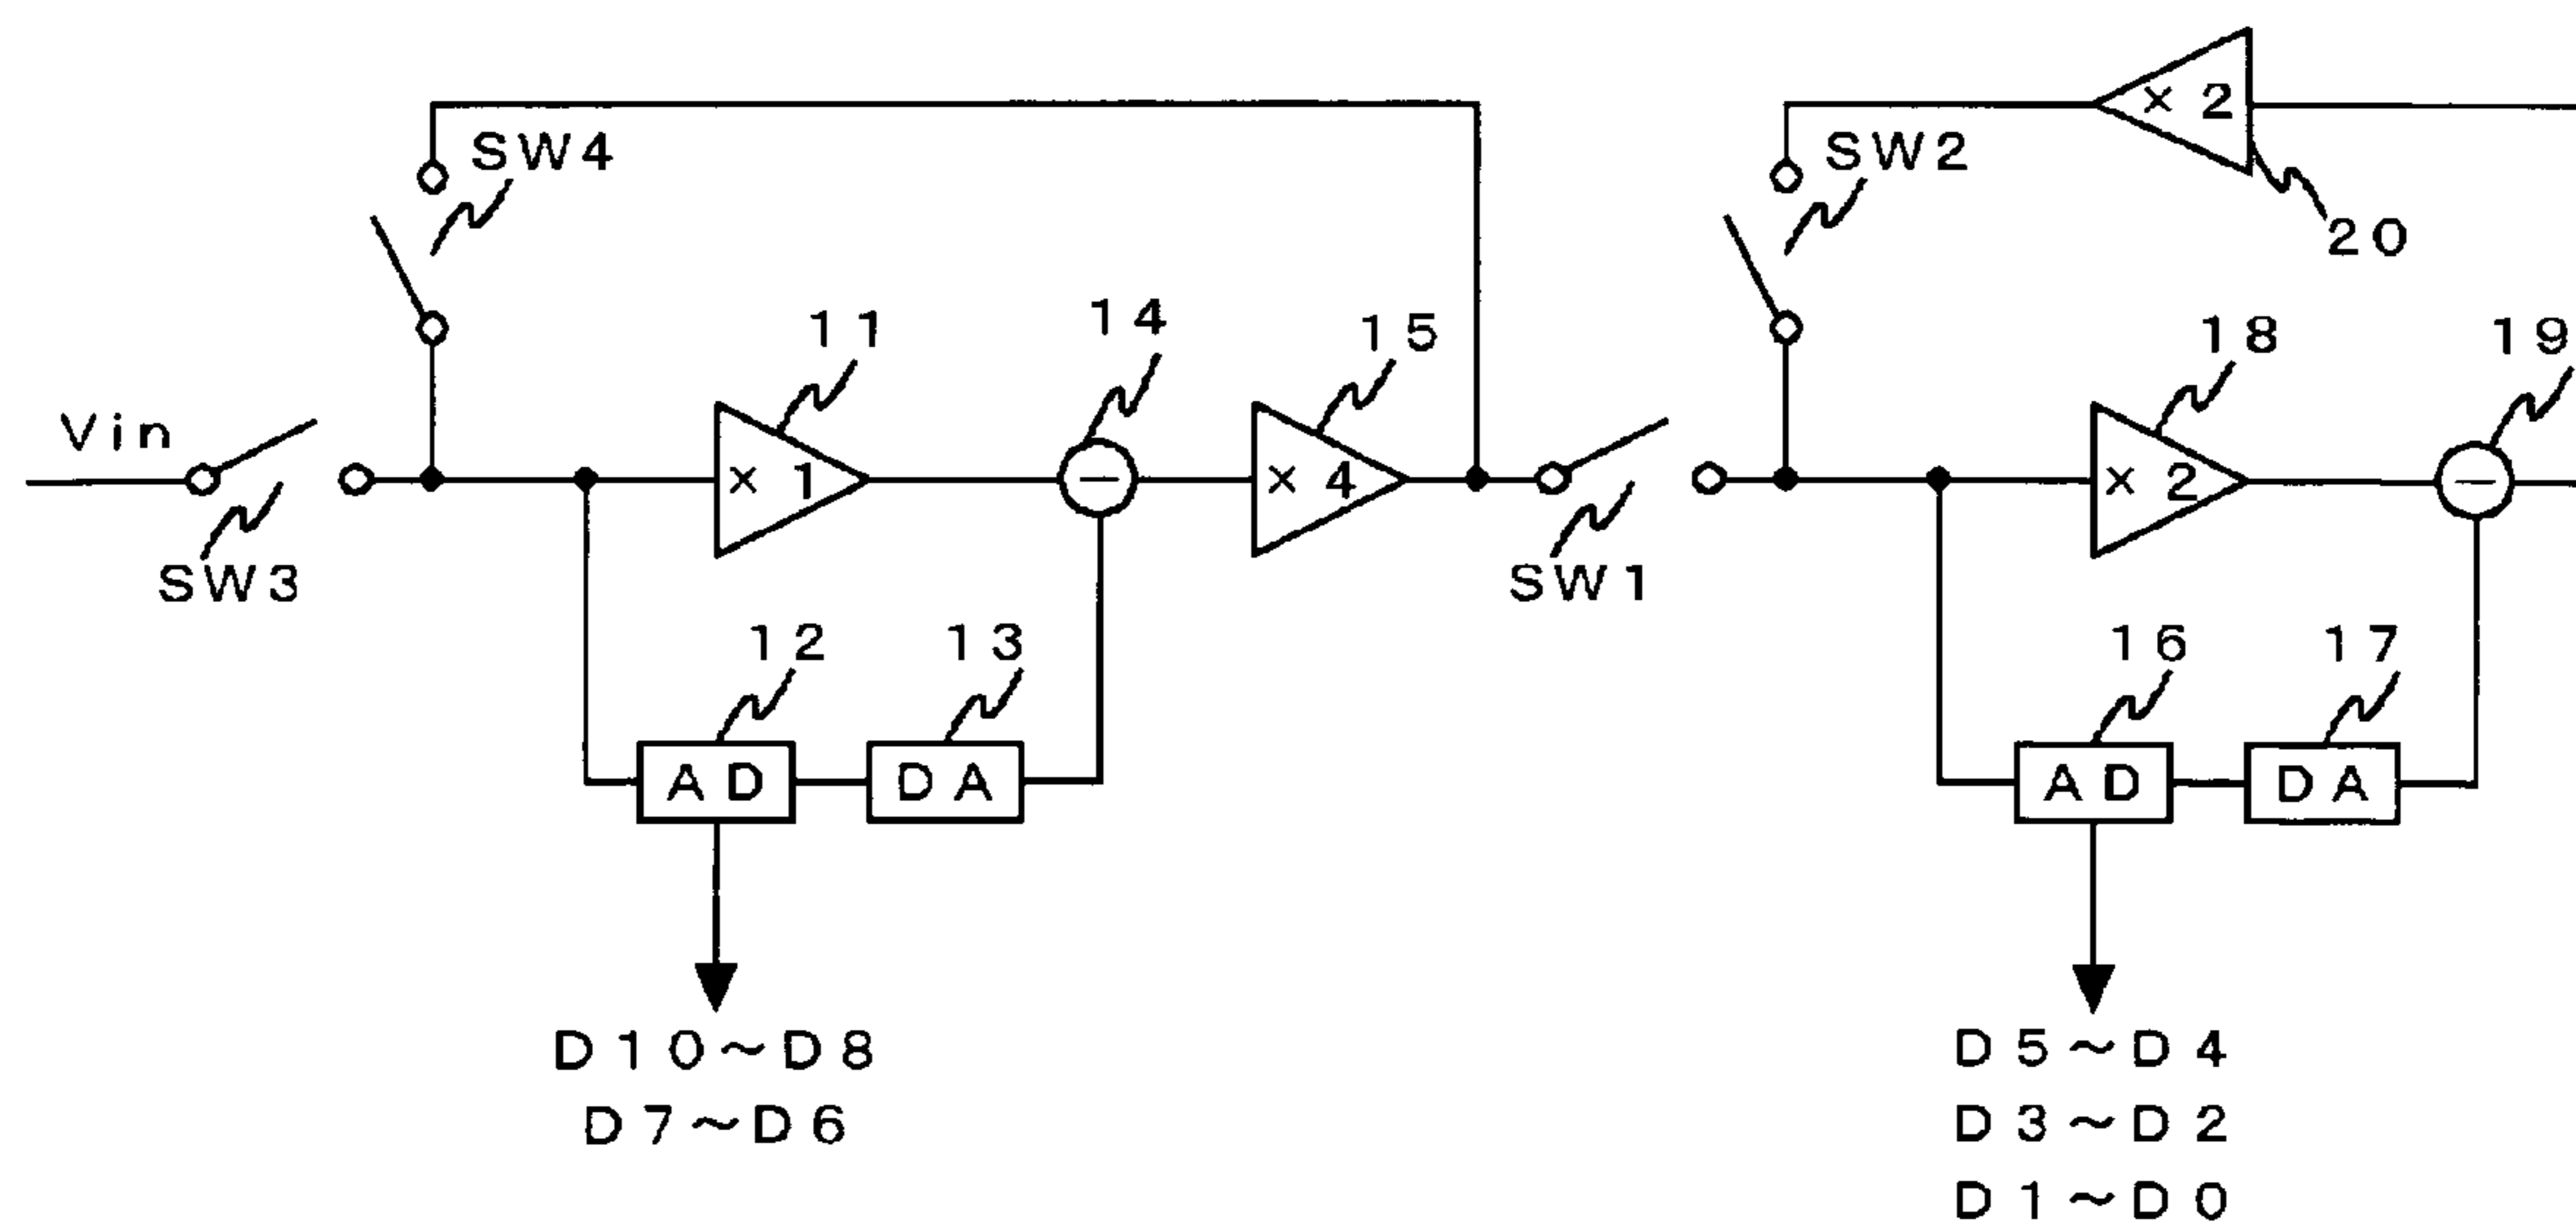 × 2
SW4
SW2
20
11
14
15
18
19
Vin
× 1
× 4
× 2
SW3
SW1
12
13
16
17
AD
DA
AD
DA
D10~D8
D7~D6
D5~D4
D3~D2
D1~D0